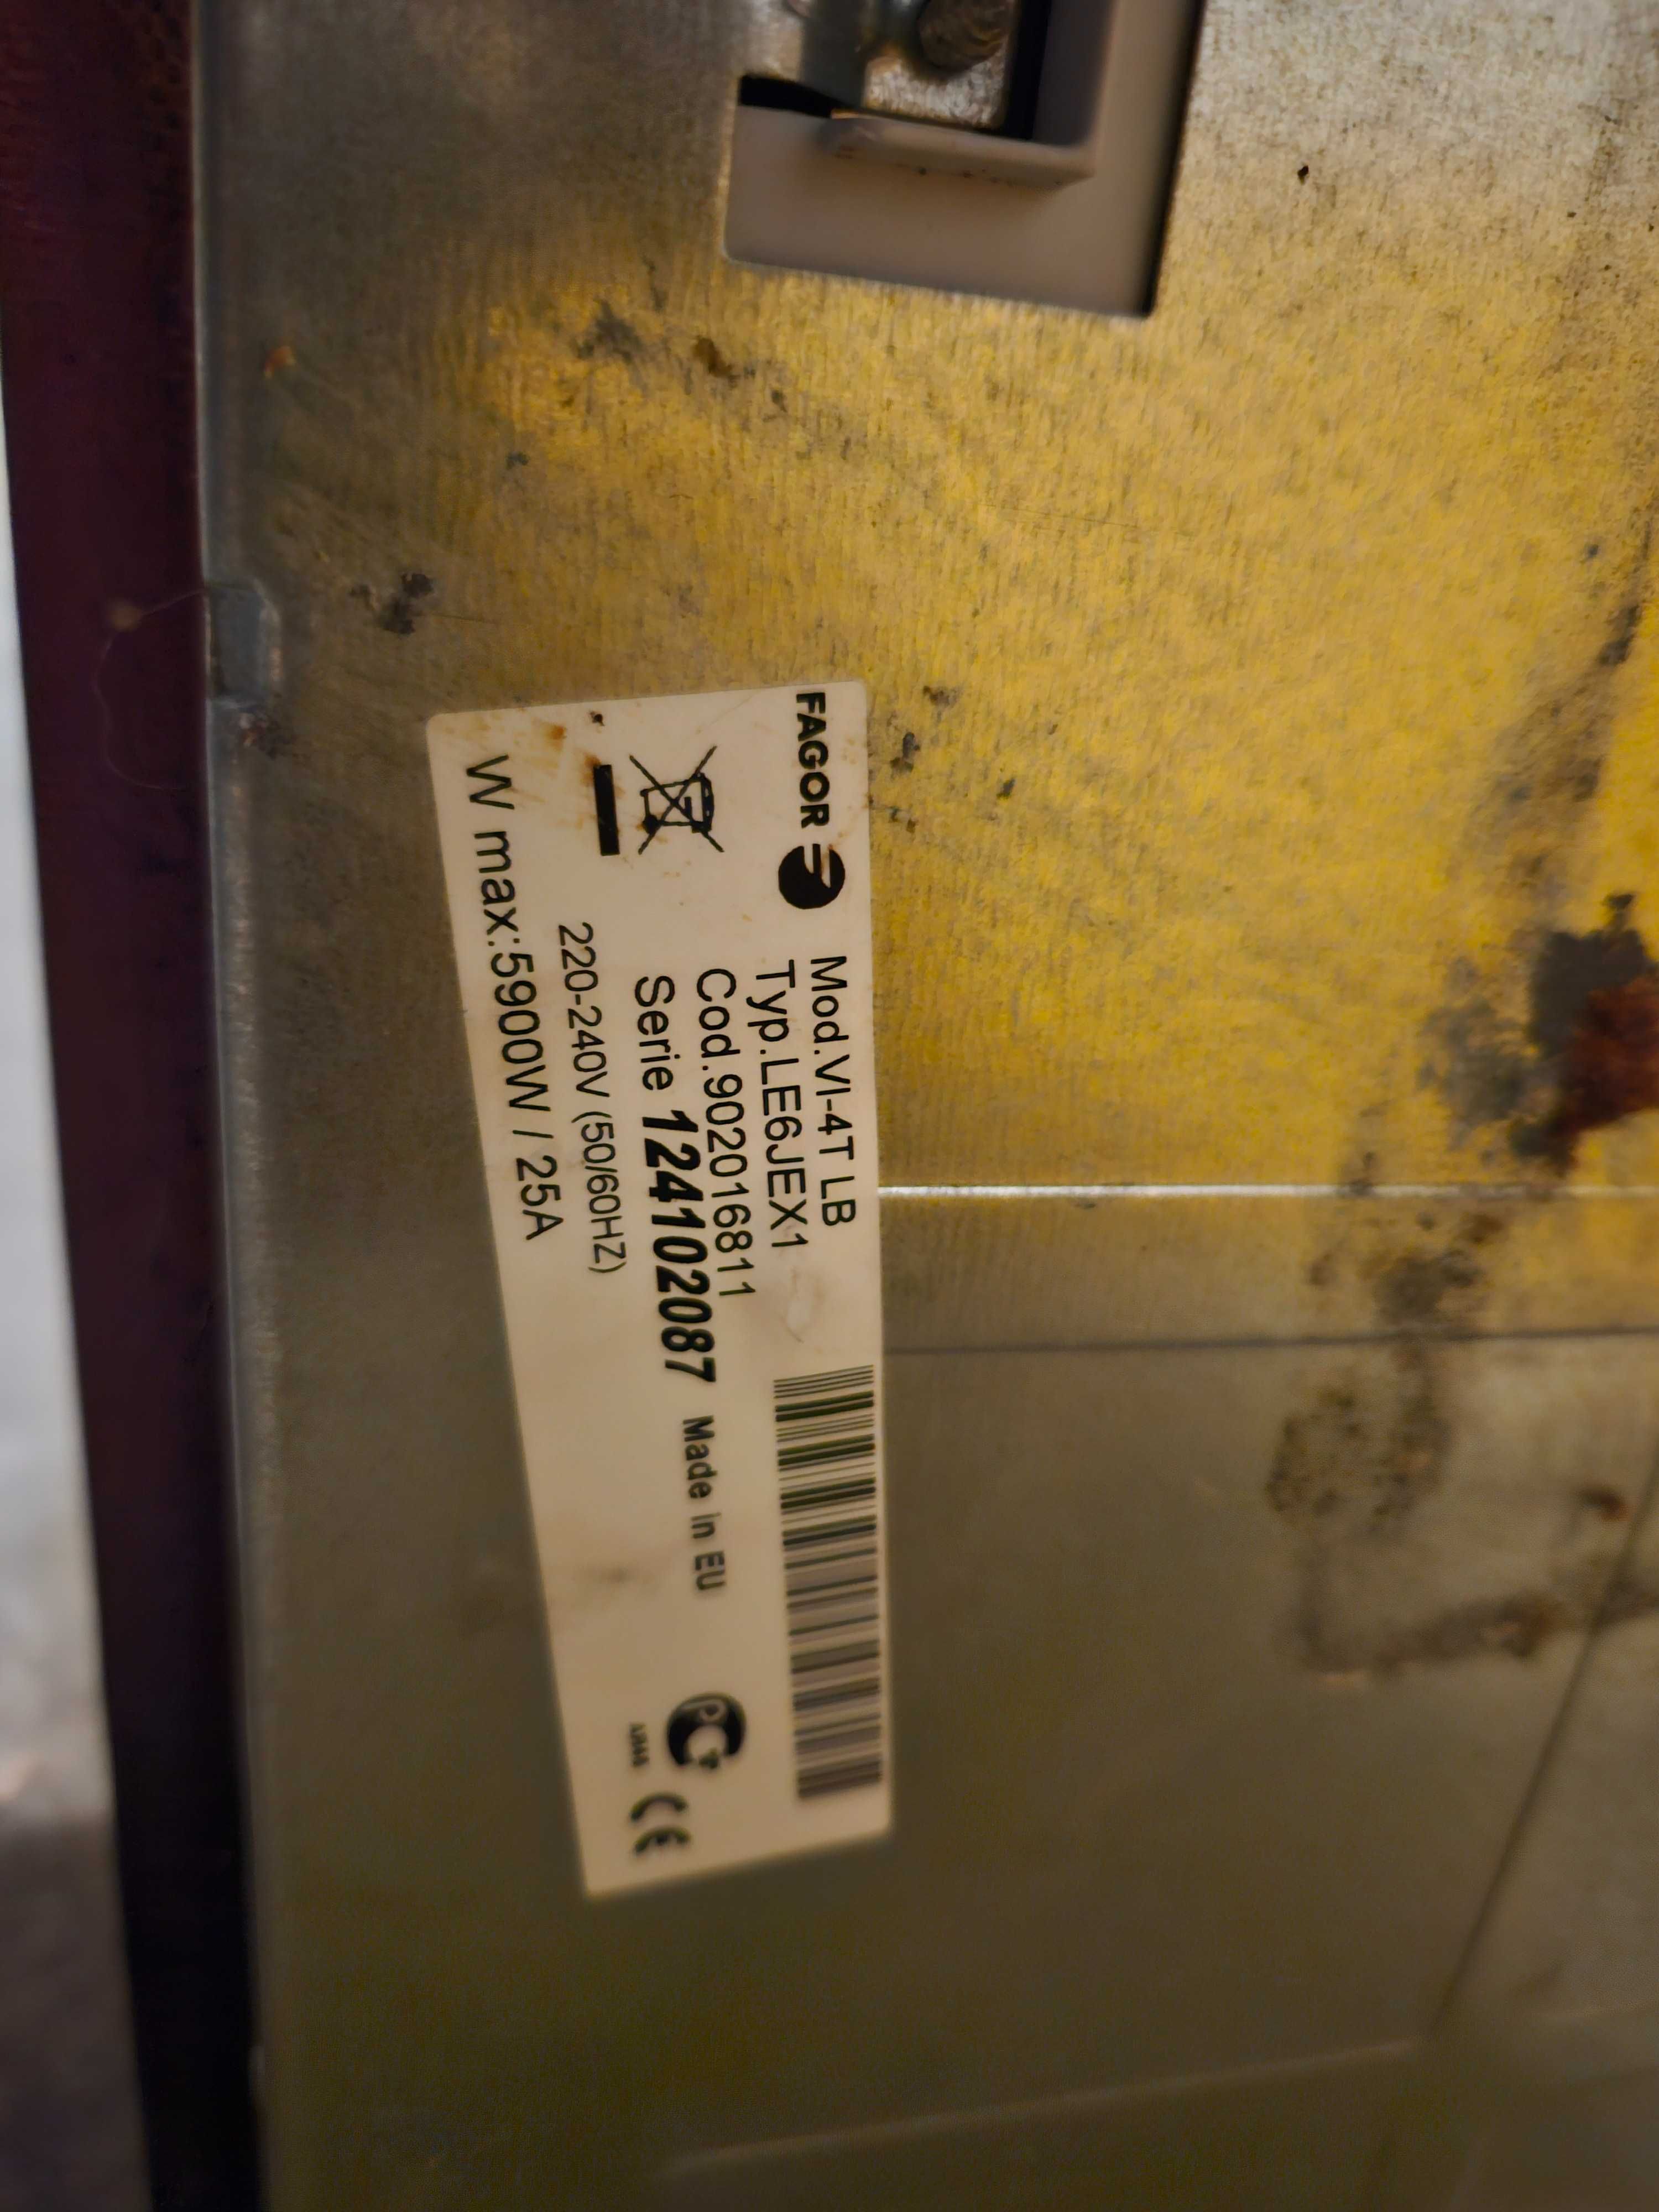 FAGOR
Mod.VI-4T LB
Typ.LE6JEX1
Cod.902016811
Serie 124102087 Made in EU
220-240V (50/60HZ)
W max:5900W / 25A
CE